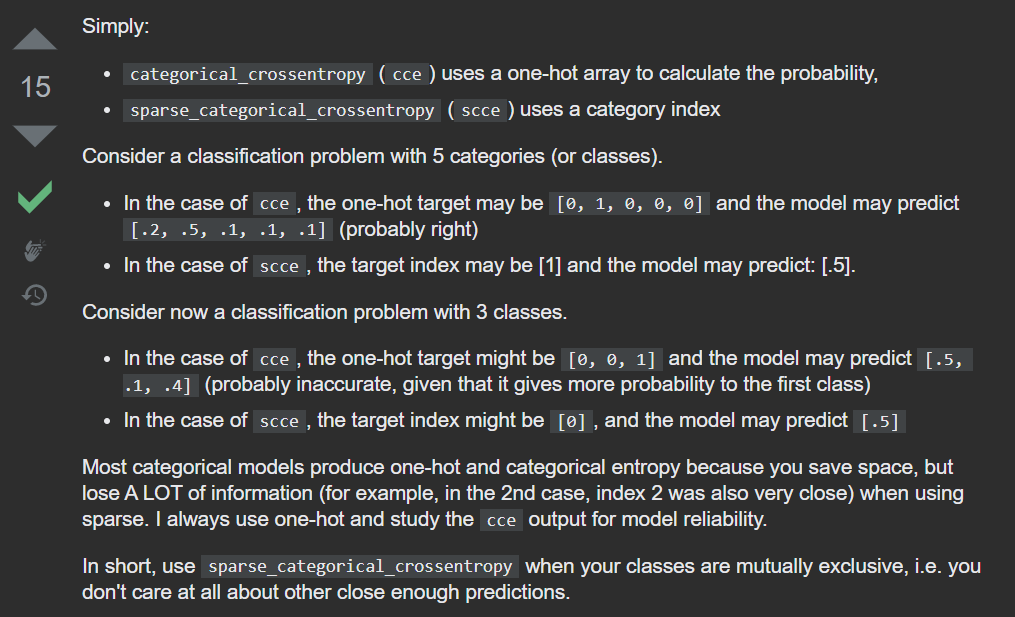 Simply:
15
• categorical_crossentropy ( cce ) uses a one-hot array to calculate the probability,
• sparse_categorical_crossentropy ( scce ) uses a category index
Consider a classification problem with 5 categories (or classes).
• In the case of cce , the one-hot target may be [0, 1, 0, 0, 0] and the model may predict
[.2, .5, .1, .1, .1] (probably right)
• In the case of scce , the target index may be [1] and the model may predict: [.5].
Consider now a classification problem with 3 classes.
• In the case of cce , the one-hot target might be [0, 0, 1] and the model may predict [.5,
.1, .4] (probably inaccurate, given that it gives more probability to the first class)
• In the case of scce , the target index might be [0] , and the model may predict [.5]
Most categorical models produce one-hot and categorical entropy because you save space, but
lose A LOT of information (for example, in the 2nd case, index 2 was also very close) when using
sparse. I always use one-hot and study the cce output for model reliability.
In short, use sparse_categorical_crossentropy when your classes are mutually exclusive, i.e. you
don't care at all about other close enough predictions.